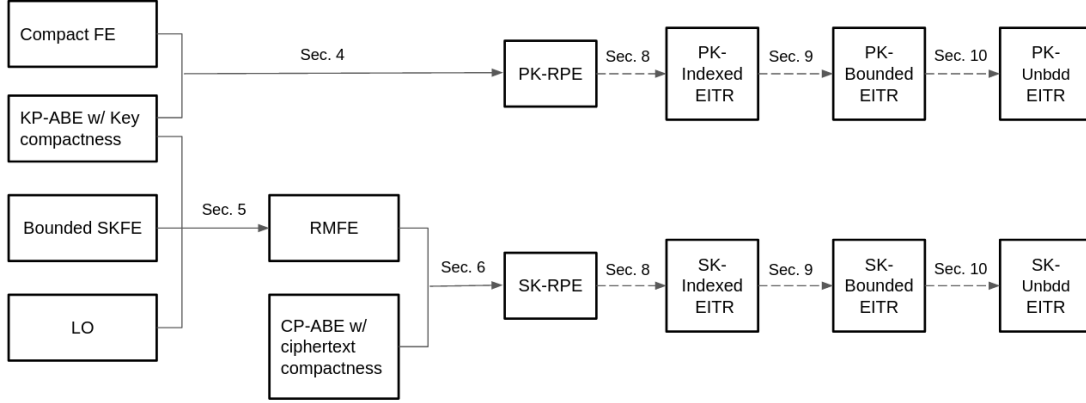 Compact FE
Sec. 4
KP-ABE w/ Key
compactness
PK-RPE
Sec. 8
PK-
Indexed
EITR
Sec. 9
PK-
Bounded
EITR
Sec. 10
PK-
Unbdd
EITR
Bounded SKFE
Sec. 5
RMFE
LO
CP-ABE w/
ciphertext
compactness
Sec. 6
SK-RPE
Sec. 8
SK-
Indexed
EITR
Sec. 9
SK-
Bounded
EITR
Sec. 10
SK-
Unbdd
EITR